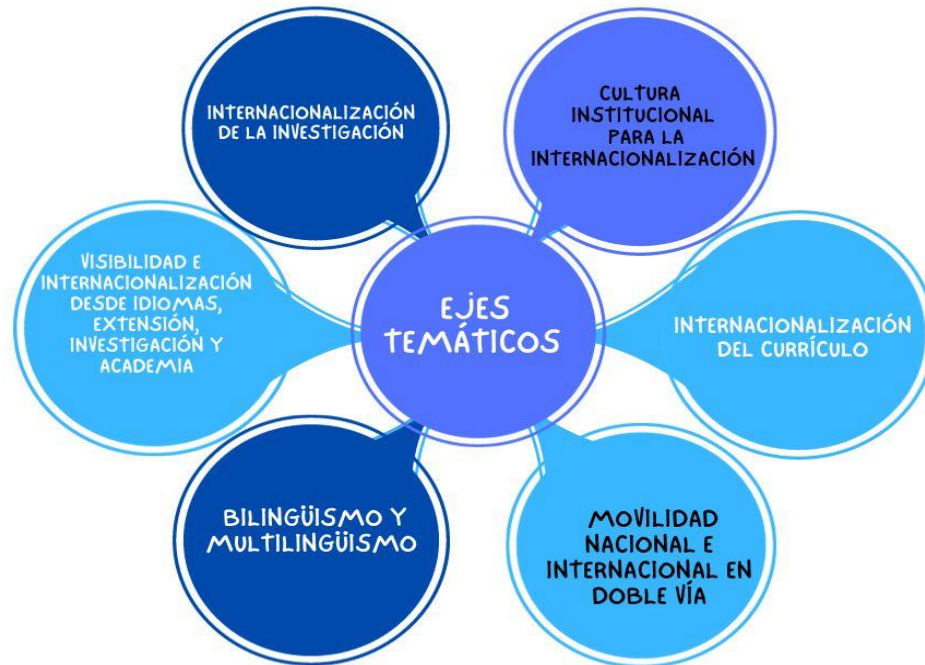 INTERNACIONALIZACIÓN
DE LA INVESTIGACIÓN
CULTURA
INSTITUCIONAL
PARA LA
INTERNACIONALIZACIÓN
VISIBILIDAD E
INTERNACIONALIZACIÓN
DESDE IDIOMAS,
EXTENSIÓN,
INVESTIGACIÓN Y
ACADEMIA
EJES
TEMÁTICOS
INTERNACIONALIZACIÓN
DEL CURRÍCULO
BILINGÜISMO Y
MULTILINGÜISMO
MOVILIDAD
NACIONAL E
INTERNACIONAL EN
DOBLE VÍA